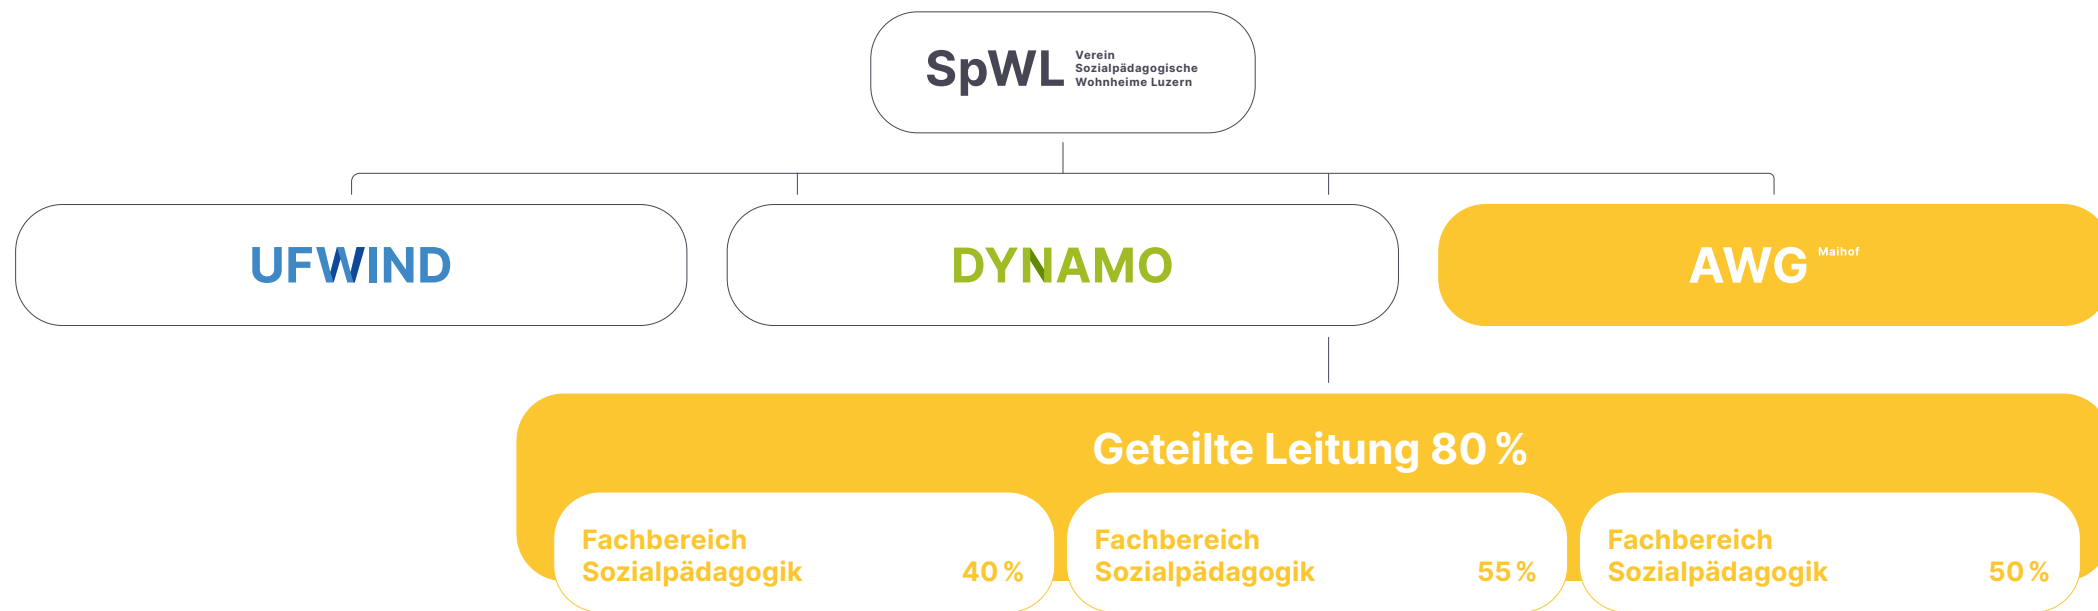 SpWL
Verein
Sozialpädagogische
Wohnheime Luzern
UFWIND
DYNAMO
AWG Maihof
Geteilte Leitung 80 %
Fachbereich
Sozialpädagogik 40 %
Fachbereich
Sozialpädagogik 55 %
Fachbereich
Sozialpädagogik 50 %